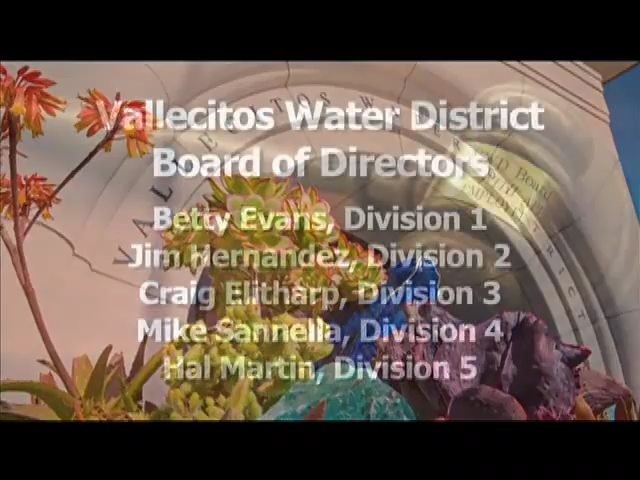 Vallecitos Water District
Board of Directors
Betty Evans, Division 1
Jim Hernandez, Division 2
Craig Elitharp, Division 3
Mike Sannella, Division 4
Hal Martin, Division 5